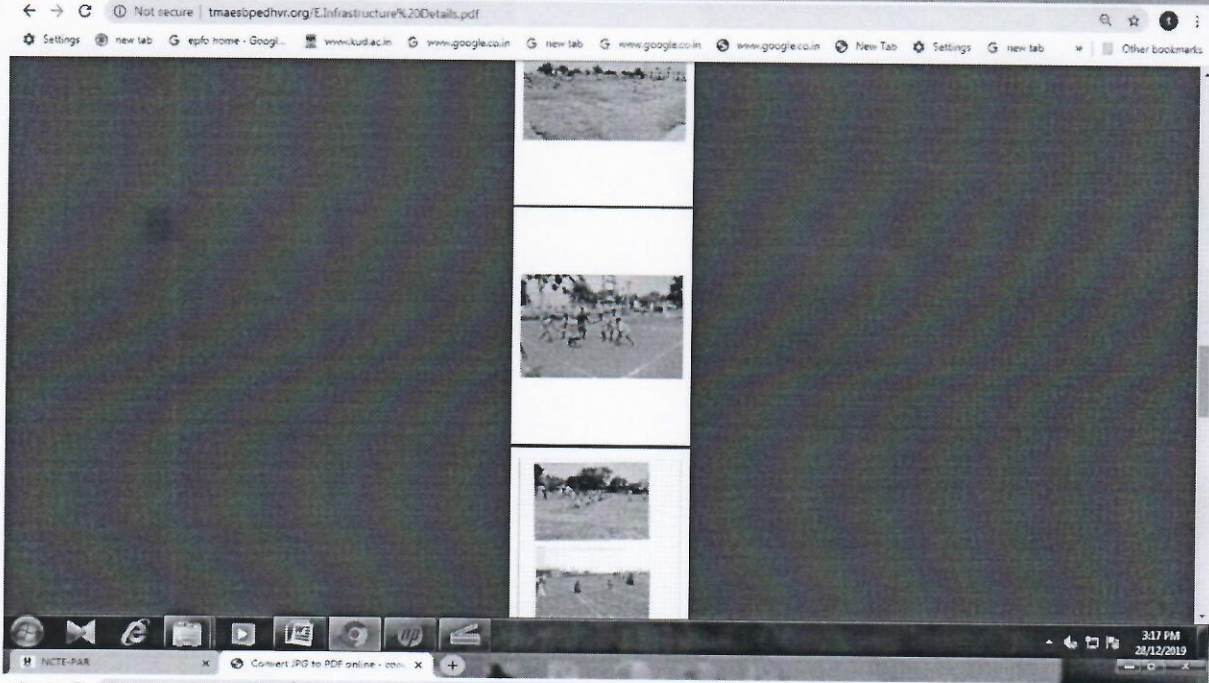 Not secure | tmaesbpedhvr.org/E.Infrastructure%20Details.pdf
Settings new tab G epfo home - Googl... www.kud.ac.in G www.google.co.in G new tab G www.google.co.in www.google.co.in New Tab Settings G new tab » Other bookmarks
3:17 PM
28/12/2019
NCTE-PAR × Convert JPG to PDF online - conv × +